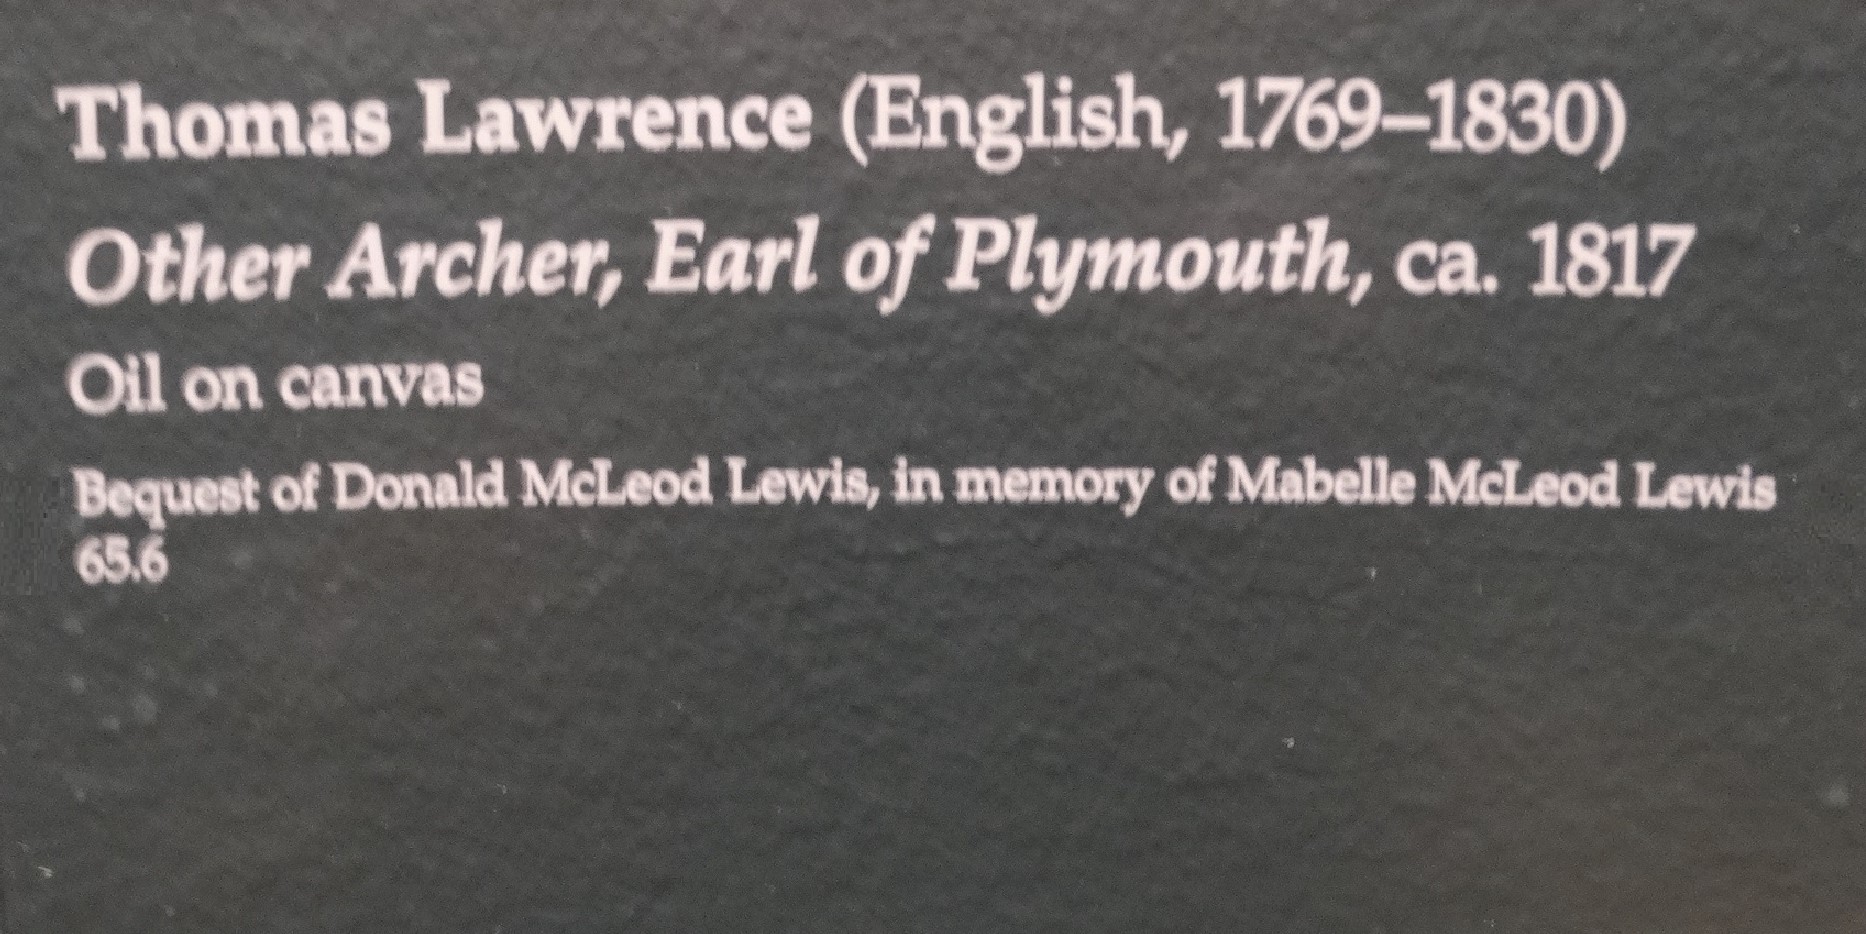 Thomas Lawrence (English, 1769–1830)
Other Archer, Earl of Plymouth, ca. 1817
Oil on canvas
Bequest of Donald McLeod Lewis, in memory of Mabelle McLeod Lewis
65.6